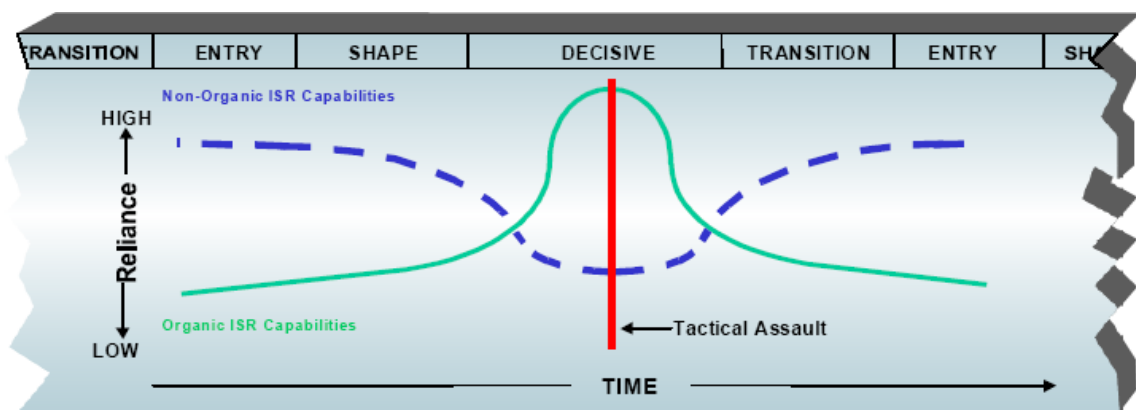 TRANSITION ENTRY SHAPE DECISIVE TRANSITION ENTRY
Non-Organic ISR Capabilities
HIGH
Reliance
Organic ISR Capabilities
Tactical Assault
LOW
TIME